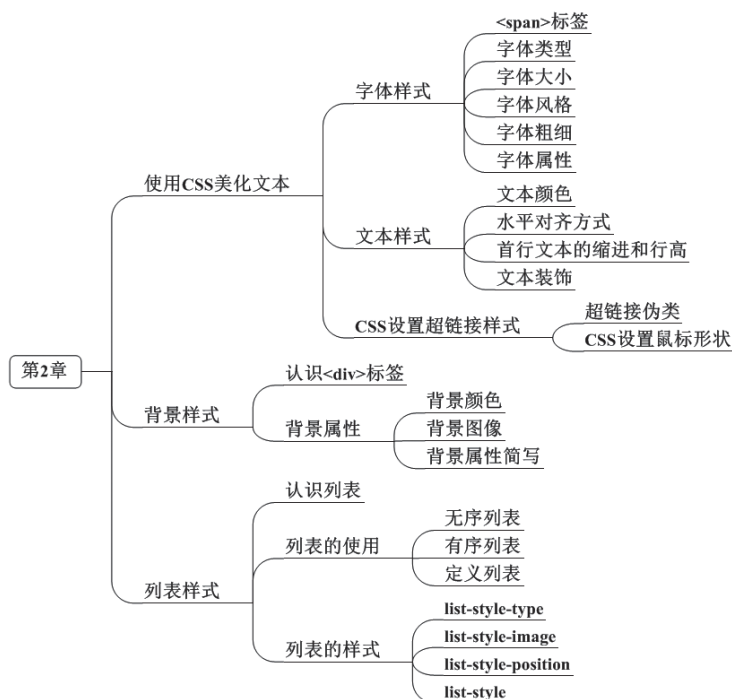 <span>标签
字体类型
字体大小
字体样式
字体风格
字体粗细
字体属性
使用CSS美化文本
文本颜色
水平对齐方式
文本样式
首行文本的缩进和行高
文本装饰
超链接伪类
CSS设置超链接样式
CSS设置鼠标形状
第2章
认识<div>标签
背景颜色
背景样式
背景属性
背景图像
背景属性简写
认识列表
无序列表
列表的使用
有序列表
定义列表
列表样式
list-style-type
list-style-image
列表的样式
list-style-position
list-style